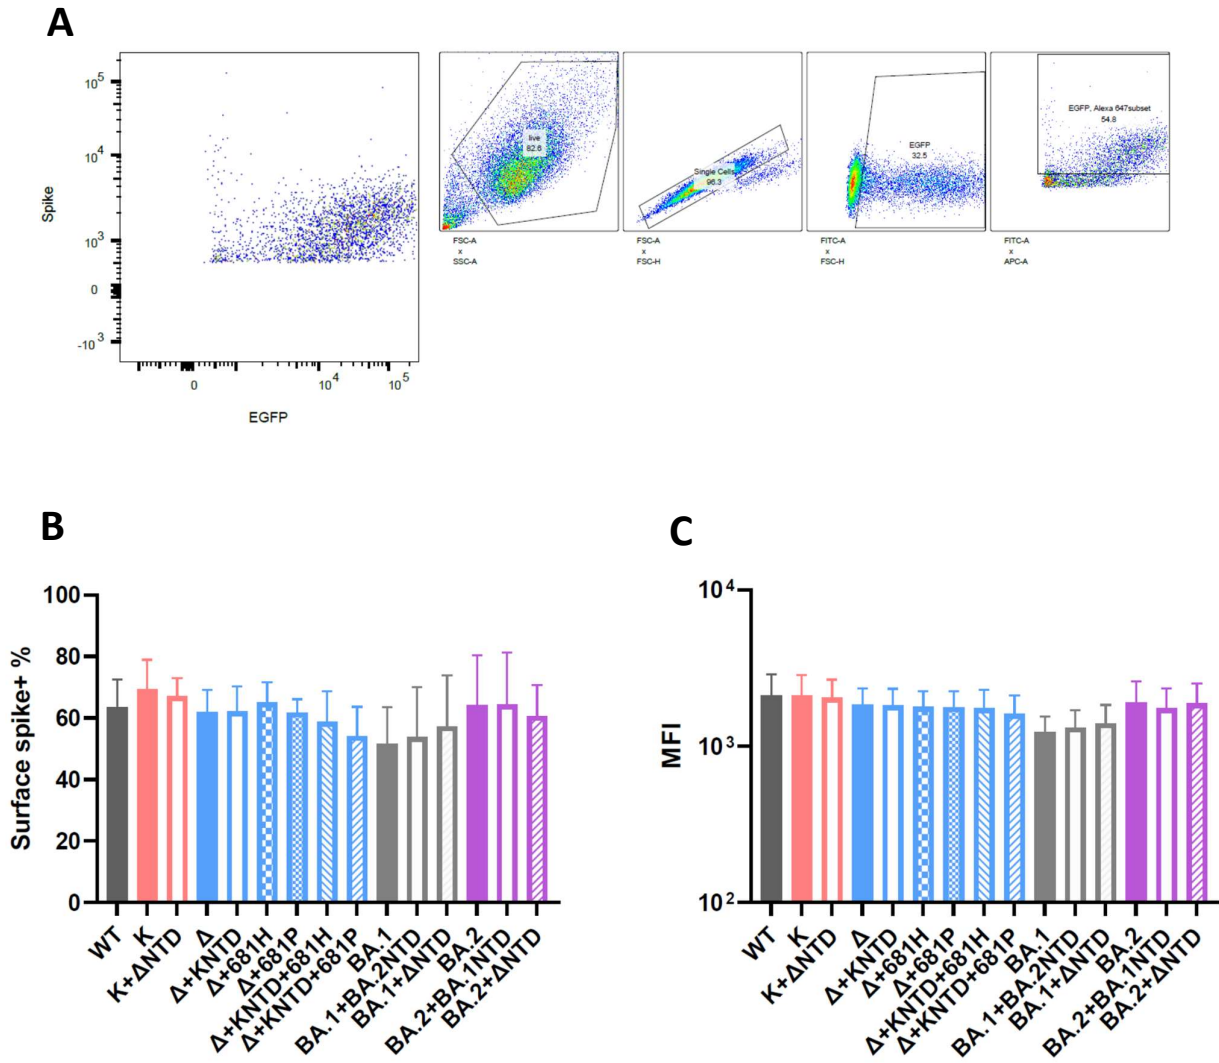 A
Spike
10^5
10^4
10^3
0
-10^3
0
10^4
10^5
EGFP
live
82.6
FSC-A
x
SSC-A
Single Cells
96.3
FSC-A
x
FSC-H
EGFP
32.5
FITC-A
x
FSC-H
EGFP, Alexa 647subset
54.8
FITC-A
x
APC-A
B
Surface spike+ %
100
80
60
40
20
0
WT
K
K+ΔNTD
Δ
Δ+KNTD
Δ+681H
Δ+681P
Δ+KNTD+681H
Δ+KNTD+681P
BA.1
BA.1+BA.2NTD
BA.1+ΔNTD
BA.2
BA.2+BA.1NTD
BA.2+ΔNTD
C
MFI
10^4
10^3
10^2
WT
K
K+ΔNTD
Δ
Δ+KNTD
Δ+681H
Δ+681P
Δ+KNTD+681H
Δ+KNTD+681P
BA.1
BA.1+BA.2NTD
BA.1+ΔNTD
BA.2
BA.2+BA.1NTD
BA.2+ΔNTD